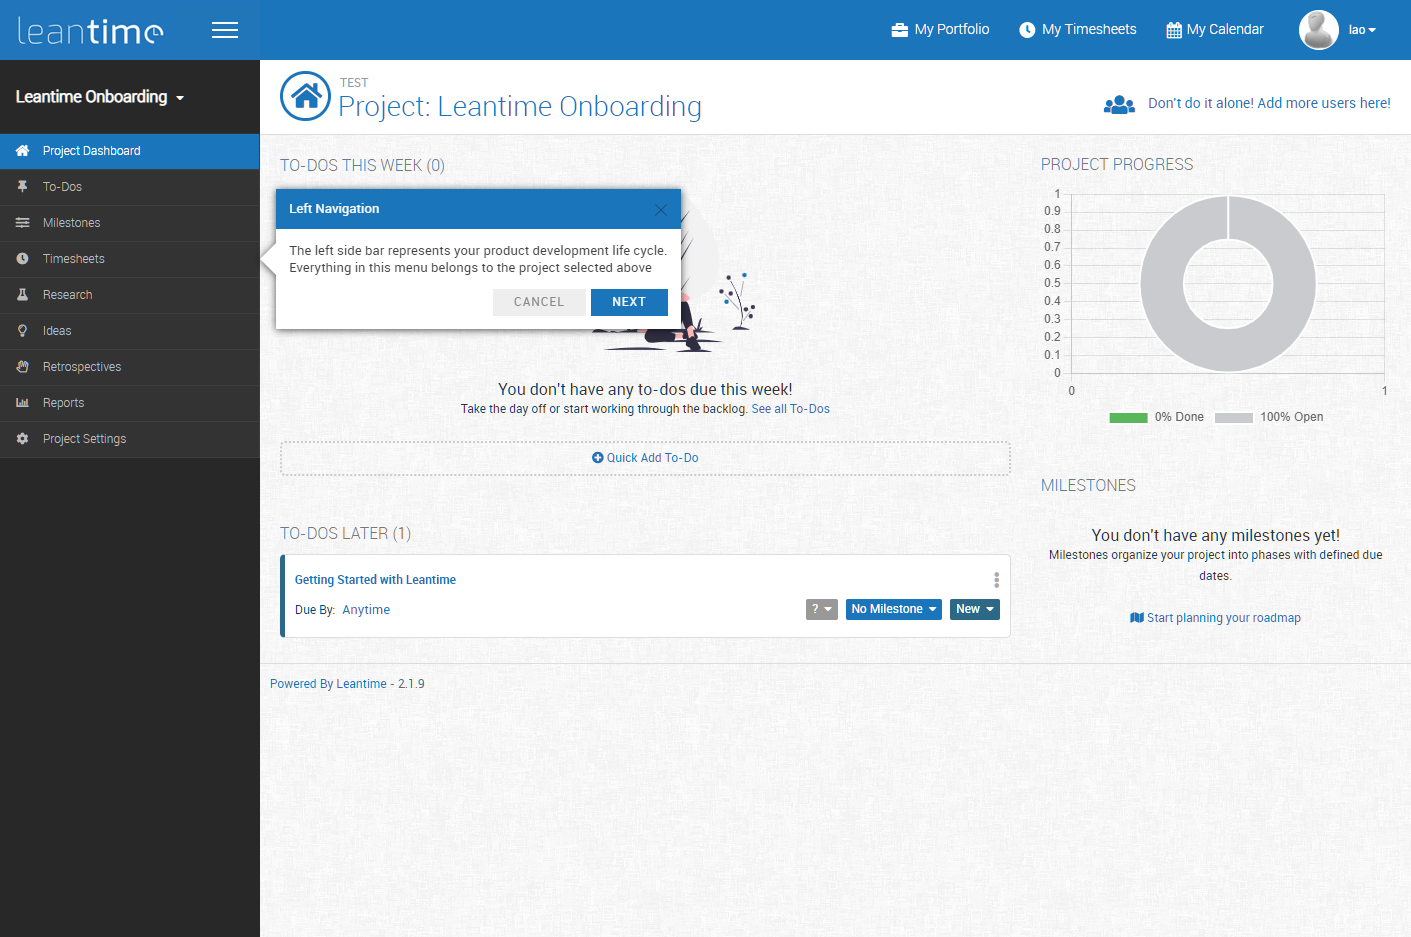 leantime
My Portfolio
My Timesheets
My Calendar
lao
Leantime Onboarding
Project Dashboard
To-Dos
Milestones
Timesheets
Research
Ideas
Retrospectives
Reports
Project Settings
TEST
Project: Leantime Onboarding
Don't do it alone! Add more users here!
TO-DOS THIS WEEK (0)
Left Navigation
The left side bar represents your product development life cycle.
Everything in this menu belongs to the project selected above
CANCEL
NEXT
You don't have any to-dos due this week!
Take the day off or start working through the backlog. See all To-Dos
Quick Add To-Do
TO-DOS LATER (1)
Getting Started with Leantime
Due By: Anytime
?
No Milestone
New
PROJECT PROGRESS
1
0.9
0.8
0.7
0.6
0.5
0.4
0.3
0.2
0.1
0
0
1
0% Done
100% Open
MILESTONES
You don't have any milestones yet!
Milestones organize your project into phases with defined due
dates.
Start planning your roadmap
Powered By Leantime - 2.1.9